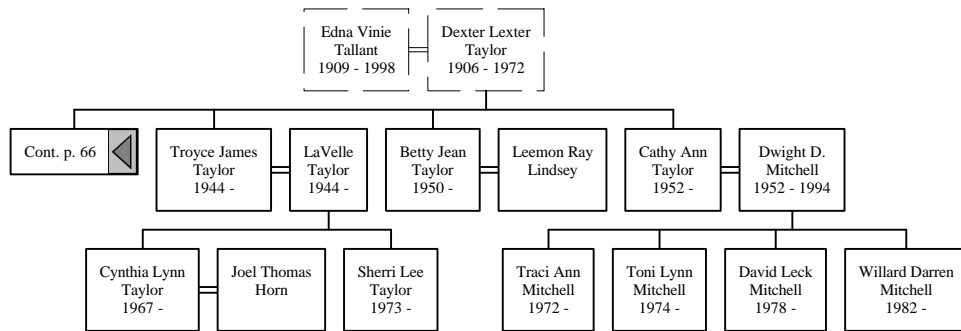 Edna Vinie
Tallant
1909 - 1998
Dexter Lexter
Taylor
1906 - 1972
Cont. p. 66
Troyce James
Taylor
1944 -
LaVelle
Taylor
1944 -
Betty Jean
Taylor
1950 -
Leemon Ray
Lindsey
Cathy Ann
Taylor
1952 -
Dwight D.
Mitchell
1952 - 1994
Cynthia Lynn
Taylor
1967 -
Joel Thomas
Horn
Sherri Lee
Taylor
1973 -
Traci Ann
Mitchell
1972 -
Toni Lynn
Mitchell
1974 -
David Leck
Mitchell
1978 -
Willard Darren
Mitchell
1982 -